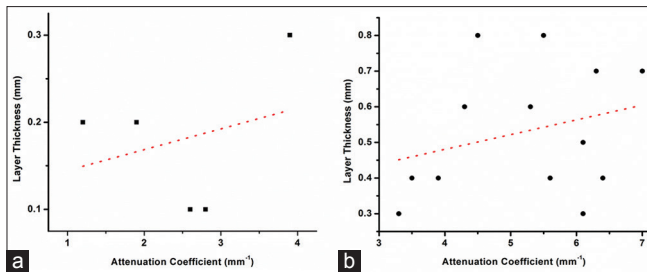 0.3
0.2
0.1
Layer Thickness (mm)
1 2 3 4
Attenuation Coefficient (mm⁻¹)
a
0.8
0.7
0.6
0.5
0.4
0.3
Layer Thickness (mm)
3 4 5 6 7
Attenuation Coefficient (mm⁻¹)
b